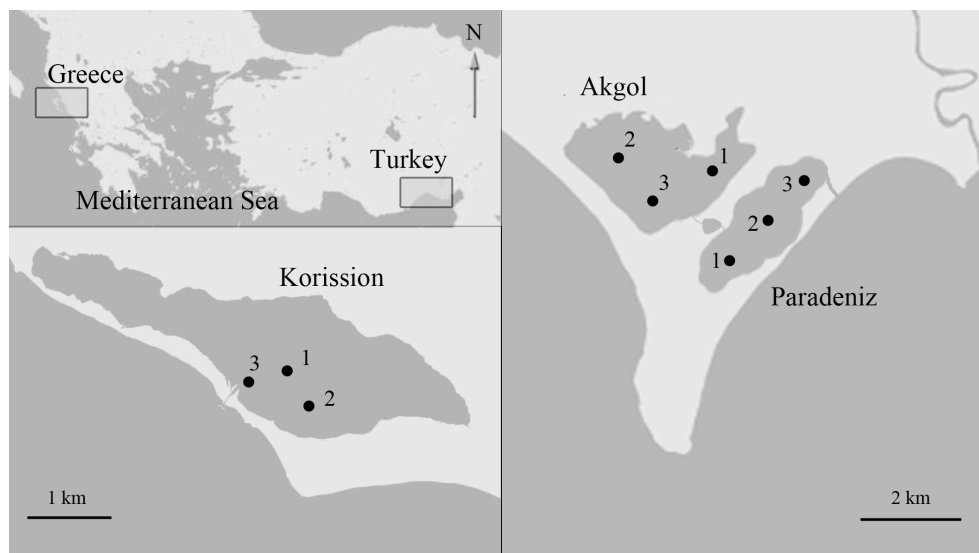 N
Greece
Turkey
Mediterranean Sea
Korission
3
1
2
1 km
Akgol
2
1
3
3
2
1
Paradeniz
2 km